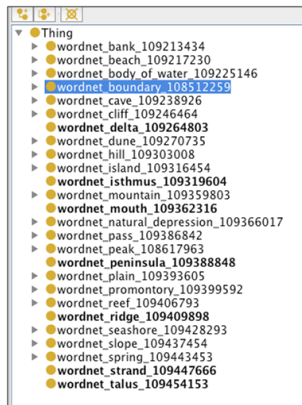 Thing
wordnet_bank_109213434
wordnet_beach_109217230
wordnet_body_of_water_109225146
wordnet_boundary_108512259
wordnet_cave_109238926
wordnet_cliff_109246464
wordnet_delta_109264803
wordnet_dune_109270735
wordnet_hill_109303008
wordnet_island_109316454
wordnet_isthmus_109319604
wordnet_mountain_109359803
wordnet_mouth_109362316
wordnet_natural_depression_109366017
wordnet_pass_109386842
wordnet_peak_108617963
wordnet_peninsula_109388848
wordnet_plain_109393605
wordnet_promontory_109399592
wordnet_reef_109406793
wordnet_ridge_109409898
wordnet_seashore_109428293
wordnet_slope_109437454
wordnet_spring_109443453
wordnet_strand_109447666
wordnet_talus_109454153